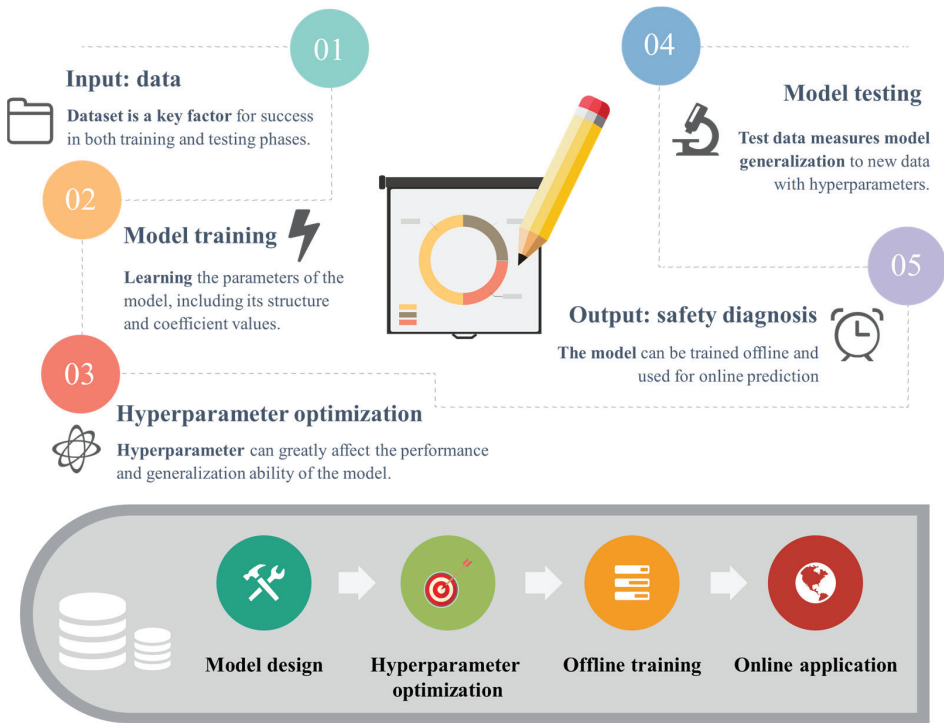 01
Input: data
Dataset is a key factor for success
in both training and testing phases.
02
Model training
Learning the parameters of the
model, including its structure
and coefficient values.
03
Hyperparameter optimization
Hyperparameter can greatly affect the performance
and generalization ability of the model.
04
Model testing
Test data measures model
generalization to new data
with hyperparameters.
05
Output: safety diagnosis
The model can be trained offline and
used for online prediction
Model design
Hyperparameter
optimization
Offline training
Online application